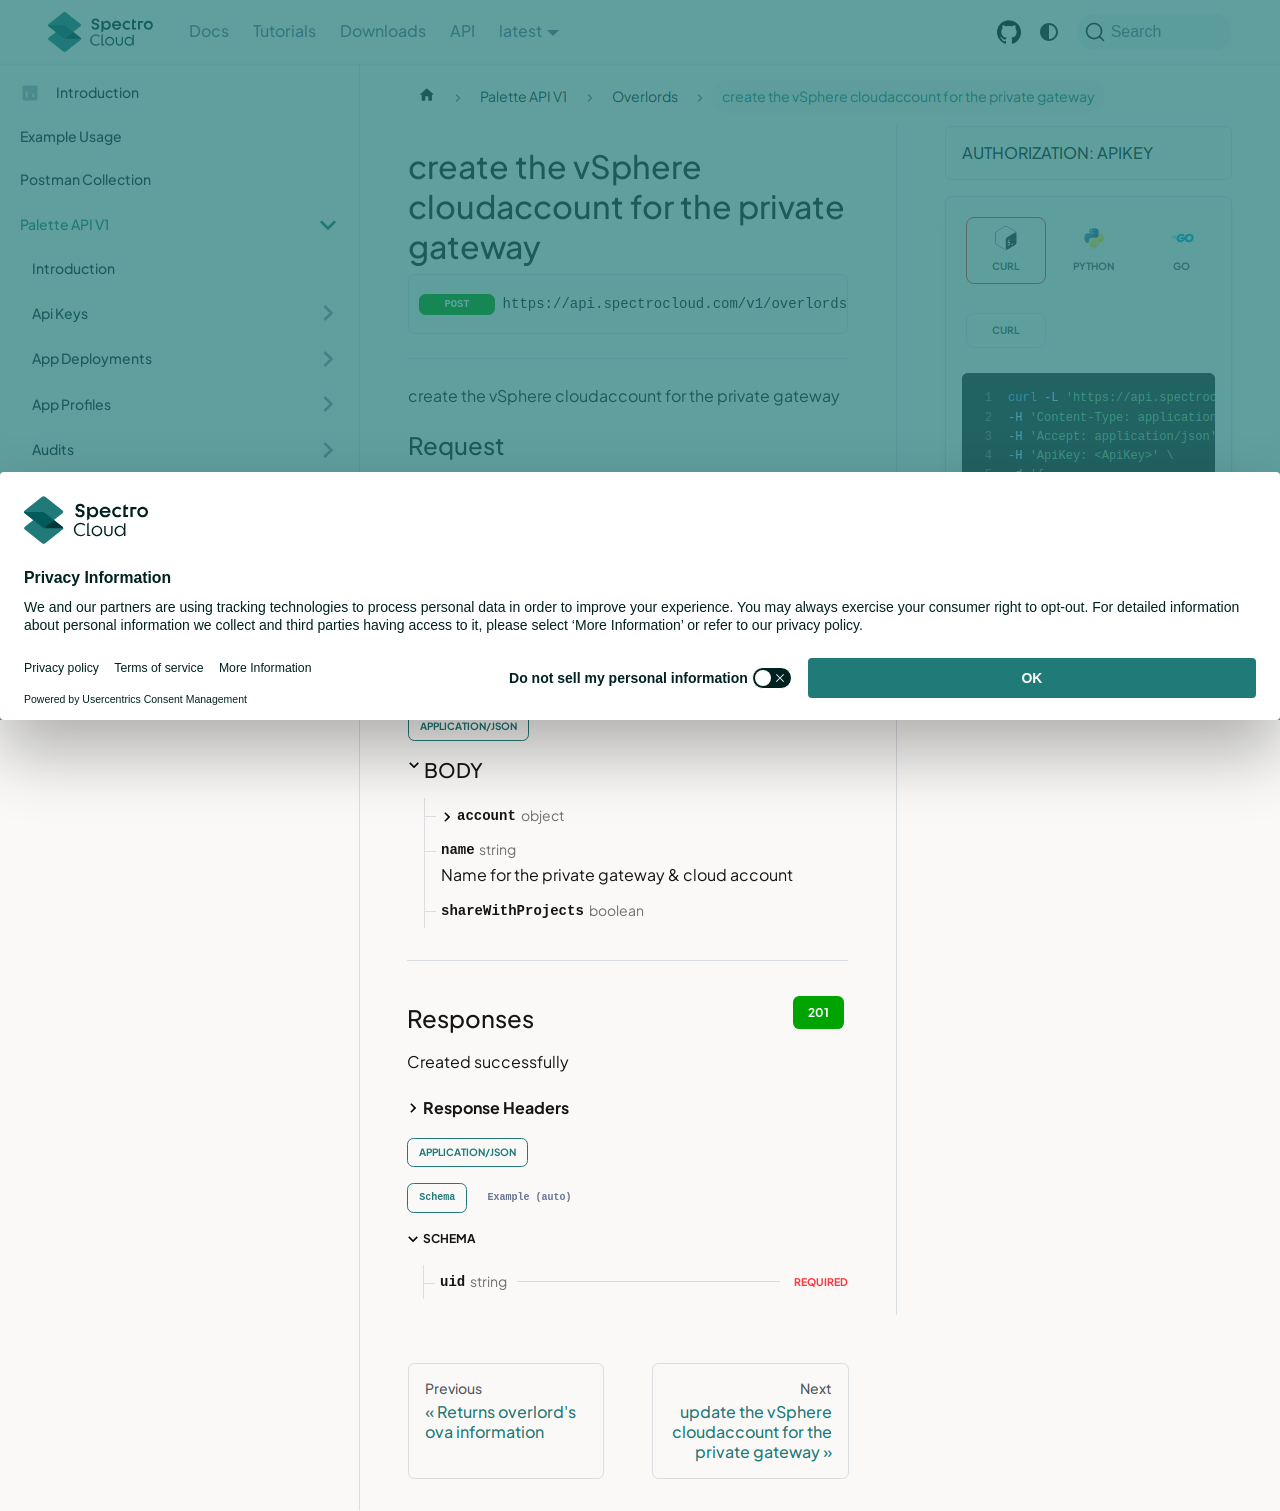 Spectro Cloud
Docs
Tutorials
Downloads
API
latest
Search
Introduction
Example Usage
Postman Collection
Palette API V1
Introduction
Api Keys
App Deployments
App Profiles
Audits
Palette API V1
Overlords
create the vSphere cloudaccount for the private gateway
create the vSphere
cloudaccount for the private
gateway
POST
https://api.spectrocloud.com/v1/overlords
create the vSphere cloudaccount for the private gateway
Request
AUTHORIZATION: APIKEY
CURL
PYTHON
GO
CURL
1 curl -L 'https://api.spectroc
2 -H 'Content-Type: application
3 -H 'Accept: application/json'
4 -H 'ApiKey: <ApiKey>' \
Spectro Cloud
Privacy Information
We and our partners are using tracking technologies to process personal data in order to improve your experience. You may always exercise your consumer right to opt-out. For detailed information
about personal information we collect and third parties having access to it, please select ‘More Information’ or refer to our privacy policy.
Privacy policy
Terms of service
More Information
Powered by Usercentrics Consent Management
Do not sell my personal information
OK
APPLICATION/JSON
BODY
account object
name string
Name for the private gateway & cloud account
shareWithProjects boolean
Responses
201
Created successfully
Response Headers
APPLICATION/JSON
Schema
Example (auto)
SCHEMA
uid string
REQUIRED
Previous
« Returns overlord's
ova information
Next
update the vSphere
cloudaccount for the
private gateway »